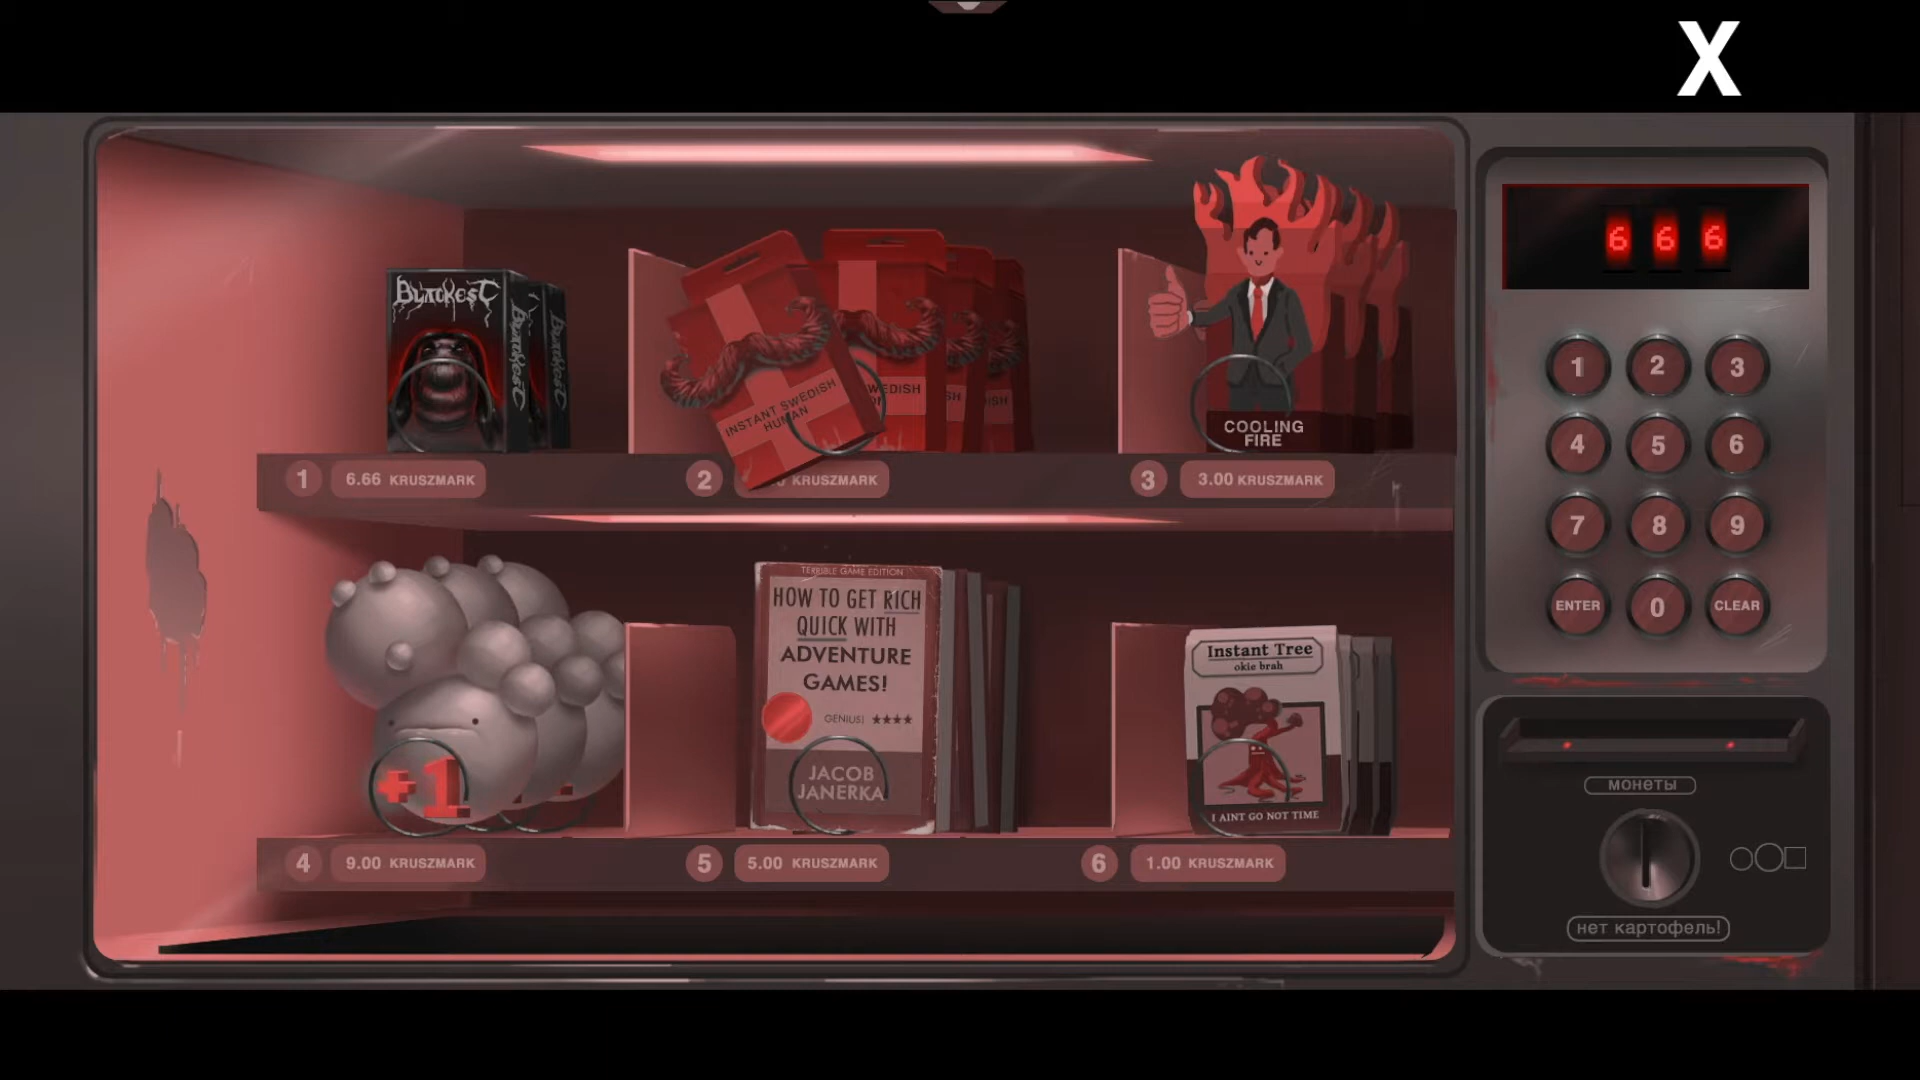 X
6 6 6
BLACKEST
BLACKEST
BLACKEST
INSTANT SWEDISH
HUMAN
SWEDISH
COOLING
FIRE
1 6.66 KRUSZMARK
2 KRUSZMARK
3 3.00 KRUSZMARK
1 2 3
4 5 6
7 8 9
ENTER 0 CLEAR
+1
TERRIBLE GAME EDITION
HOW TO GET RICH
QUICK WITH
ADVENTURE
GAMES!
GENIUS! ★★★★
JACOB
JANERKA
Instant Tree
okie brah
I AINT GO NOT TIME
4 9.00 KRUSZMARK
5 5.00 KRUSZMARK
6 1.00 KRUSZMARK
монеты
нет картофель!